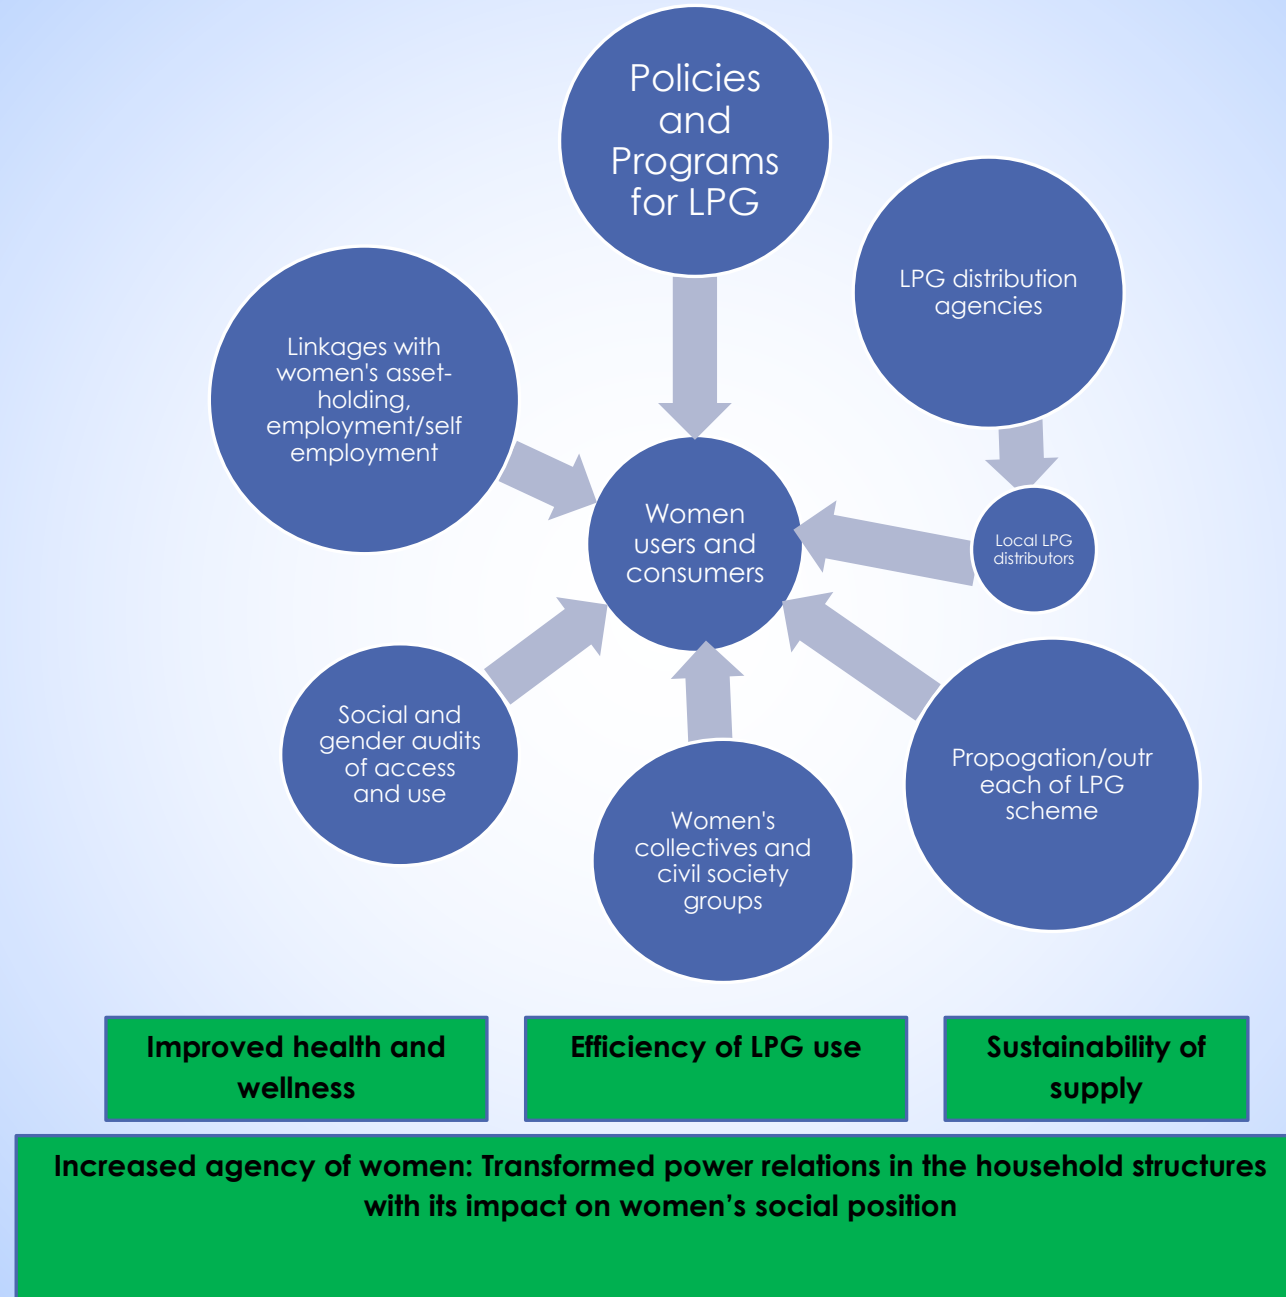 Policies
and
Programs
for LPG
LPG distribution
agencies
Linkages with
women's asset-
holding,
employment/self
employment
Women
users and
consumers
Local LPG
distributors
Social and
gender audits
of access
and use
Women's
collectives and
civil society
groups
Propogation/outr
each of LPG
scheme
Improved health and
wellness
Efficiency of LPG use
Sustainability of
supply
Increased agency of women: Transformed power relations in the household structures
with its impact on women’s social position